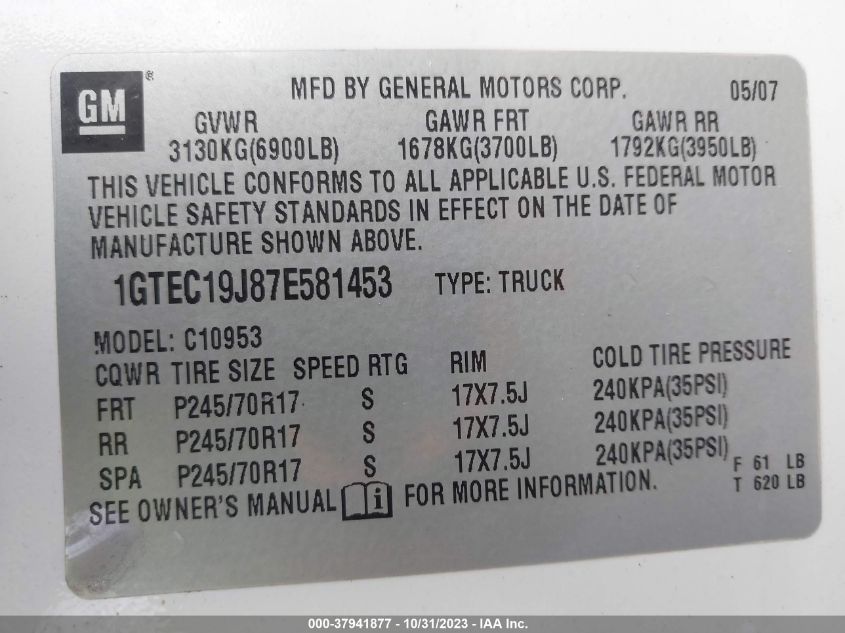 GM®
MFD BY GENERAL MOTORS CORP. 05/07
GVWR GAWR FRT GAWR RR
3130KG(6900LB) 1678KG(3700LB) 1792KG(3950LB)
THIS VEHICLE CONFORMS TO ALL APPLICABLE U.S. FEDERAL MOTOR
VEHICLE SAFETY STANDARDS IN EFFECT ON THE DATE OF
MANUFACTURE SHOWN ABOVE.
1GTEC19J87E581453 TYPE: TRUCK
MODEL: C10953
CQWR TIRE SIZE SPEED RTG RIM COLD TIRE PRESSURE
FRT P245/70R17 S 17X7.5J 240KPA(35PSI)
RR P245/70R17 S 17X7.5J 240KPA(35PSI)
SPA P245/70R17 S 17X7.5J 240KPA(35PSI)
F 61 LB
T 620 LB
SEE OWNER'S MANUAL i FOR MORE INFORMATION.
000-37941877 - 10/31/2023 - IAA Inc.